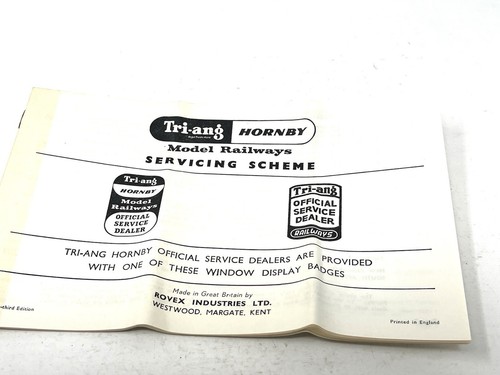 Tri-ang HORNBY
Model Railways
SERVICING SCHEME
Tri-ang
HORNBY
Model
Railways
OFFICIAL
SERVICE
DEALER
Tri-ang
OFFICIAL
SERVICE
DEALER
RAILWAYS
TRI-ANG HORNBY OFFICIAL SERVICE DEALERS ARE PROVIDED
WITH ONE OF THESE WINDOW DISPLAY BADGES
Made in Great Britain by
ROVEX INDUSTRIES LTD.
WESTWOOD, MARGATE, KENT
-third Edition
Printed in England